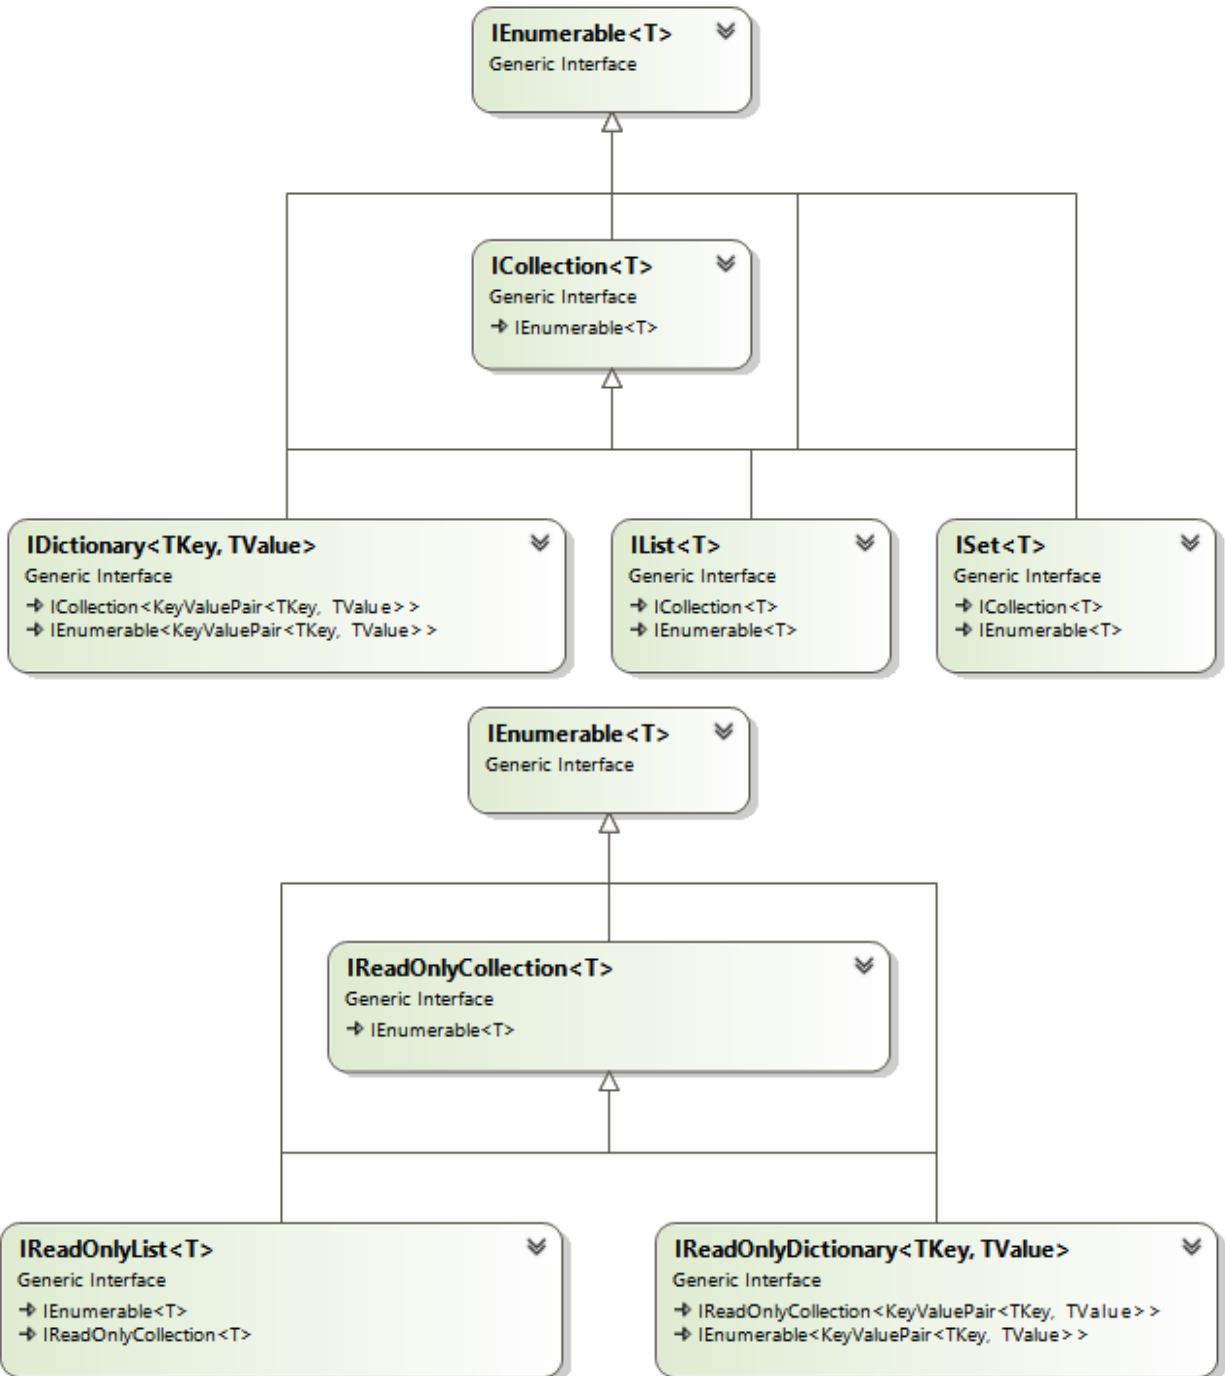 IEnumerable<T>
Generic Interface
ICollection<T>
Generic Interface
IEnumerable<T>
IDictionary<TKey, TValue>
Generic Interface
ICollection<KeyValuePair<TKey, TValue>>
IEnumerable<KeyValuePair<TKey, TValue>>
IList<T>
Generic Interface
ICollection<T>
IEnumerable<T>
ISet<T>
Generic Interface
ICollection<T>
IEnumerable<T>
IEnumerable<T>
Generic Interface
IReadOnlyCollection<T>
Generic Interface
IEnumerable<T>
IReadOnlyList<T>
Generic Interface
IEnumerable<T>
IReadOnlyCollection<T>
IReadOnlyDictionary<TKey, TValue>
Generic Interface
IReadOnlyCollection<KeyValuePair<TKey, TValue>>
IEnumerable<KeyValuePair<TKey, TValue>>